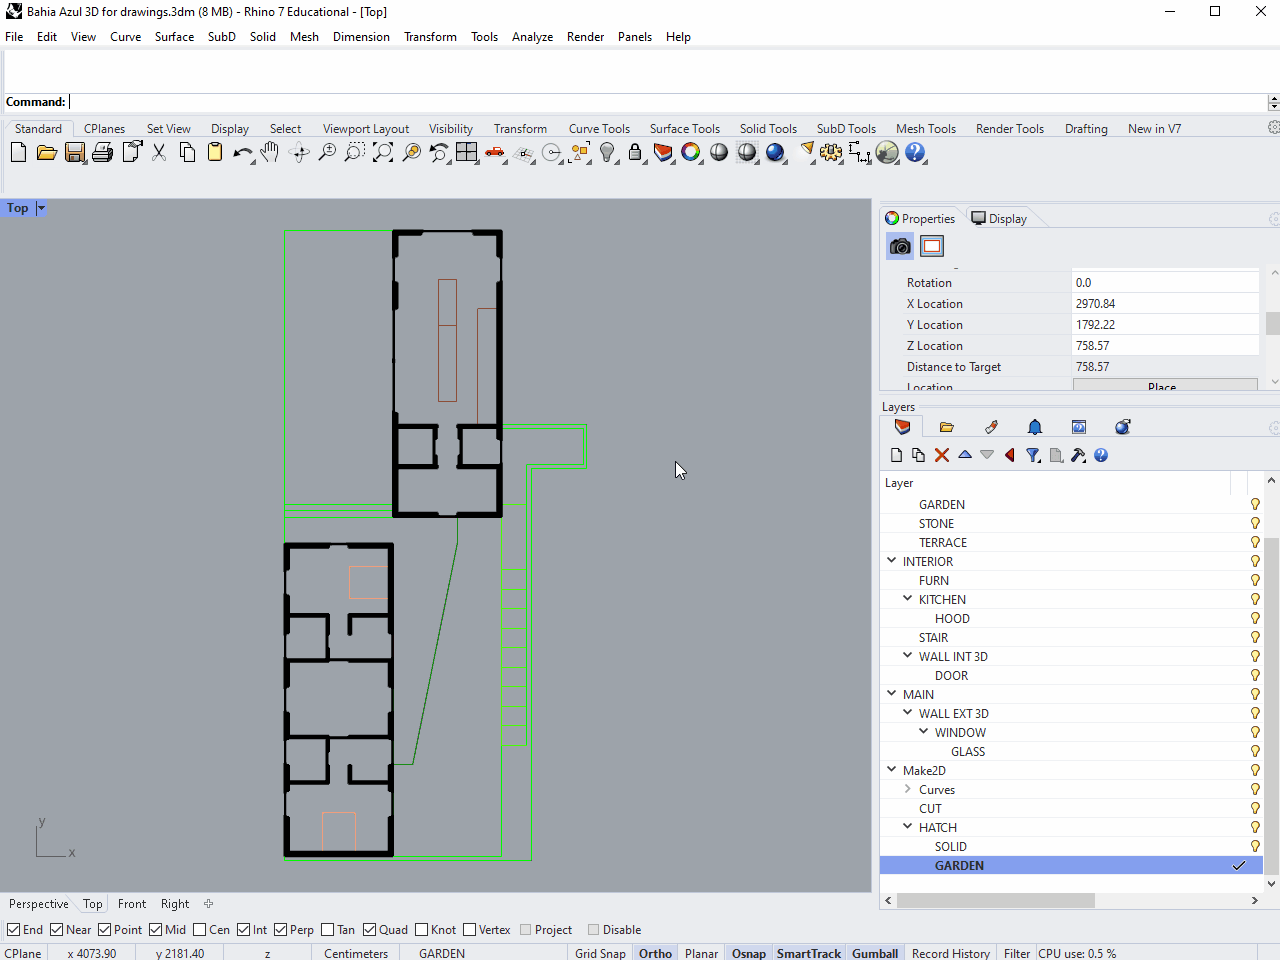 Bahia Azul 3D for drawings.3dm (8 MB) - Rhino 7 Educational - [Top]
File Edit View Curve Surface SubD Solid Mesh Dimension Transform Tools Analyze Render Panels Help
Command:
Standard CPlanes Set View Display Select Viewport Layout Visibility Transform Curve Tools Surface Tools Solid Tools SubD Tools Mesh Tools Render Tools Drafting New in V7
Top
Properties Display
Rotation 0.0
X Location 2970.84
Y Location 1792.22
Z Location 758.57
Distance to Target 758.57
Location Place
Layers
Layer
GARDEN
STONE
TERRACE
INTERIOR
FURN
KITCHEN
HOOD
STAIR
WALL INT 3D
DOOR
MAIN
WALL EXT 3D
WINDOW
GLASS
Make2D
Curves
CUT
HATCH
SOLID
GARDEN
y
x
Perspective Top Front Right
End Near Point Mid Cen Int Perp Tan Quad Knot Vertex Project Disable
CPlane x 4073.90 y 2181.40 z Centimeters GARDEN Grid Snap Ortho Planar Osnap SmartTrack Gumball Record History Filter CPU use: 0.5 %